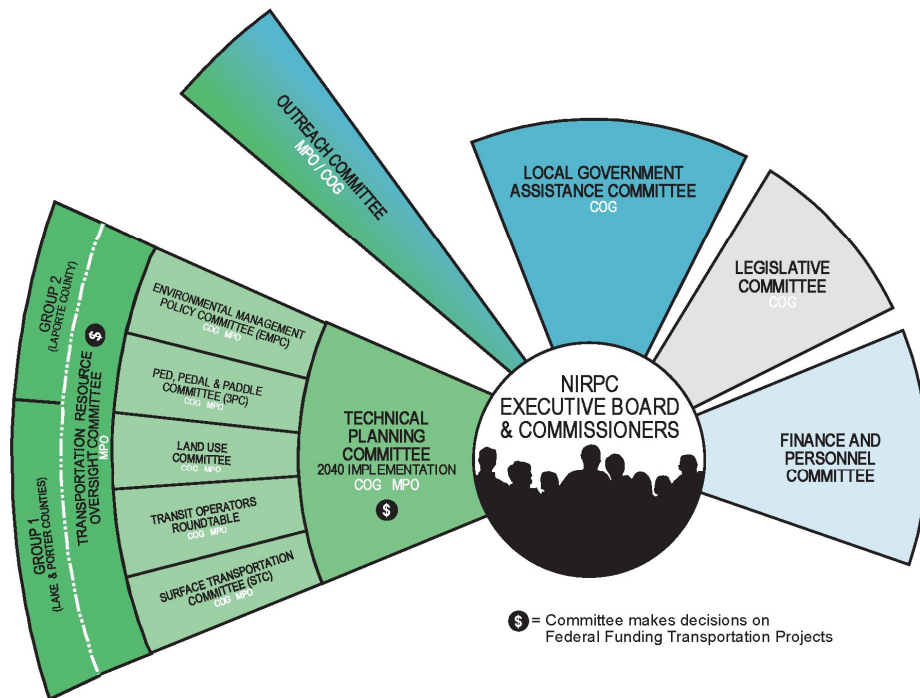 OUTREACH COMMITTEE
MPO / COG
LOCAL GOVERNMENT
ASSISTANCE COMMITTEE
COG
LEGISLATIVE
COMMITTEE
COG
FINANCE AND
PERSONNEL
COMMITTEE
NIRPC
EXECUTIVE BOARD
& COMMISSIONERS
TECHNICAL
PLANNING
COMMITTEE
2040 IMPLEMENTATION
COG MPO
$
ENVIRONMENTAL MANAGEMENT
POLICY COMMITTEE (EMPC)
COG MPO
PED, PEDAL & PADDLE
COMMITTEE (3PC)
COG MPO
LAND USE
COMMITTEE
COG MPO
TRANSIT OPERATORS
ROUNDTABLE
COG MPO
SURFACE TRANSPORTATION
COMMITTEE (STC)
COG MPO
TRANSPORTATION RESOURCE
OVERSIGHT COMMITTEE
MPO
$
GROUP 2
(LAPORTE COUNTY)
GROUP 1
(LAKE & PORTER COUNTIES)
$ = Committee makes decisions on
Federal Funding Transportation Projects